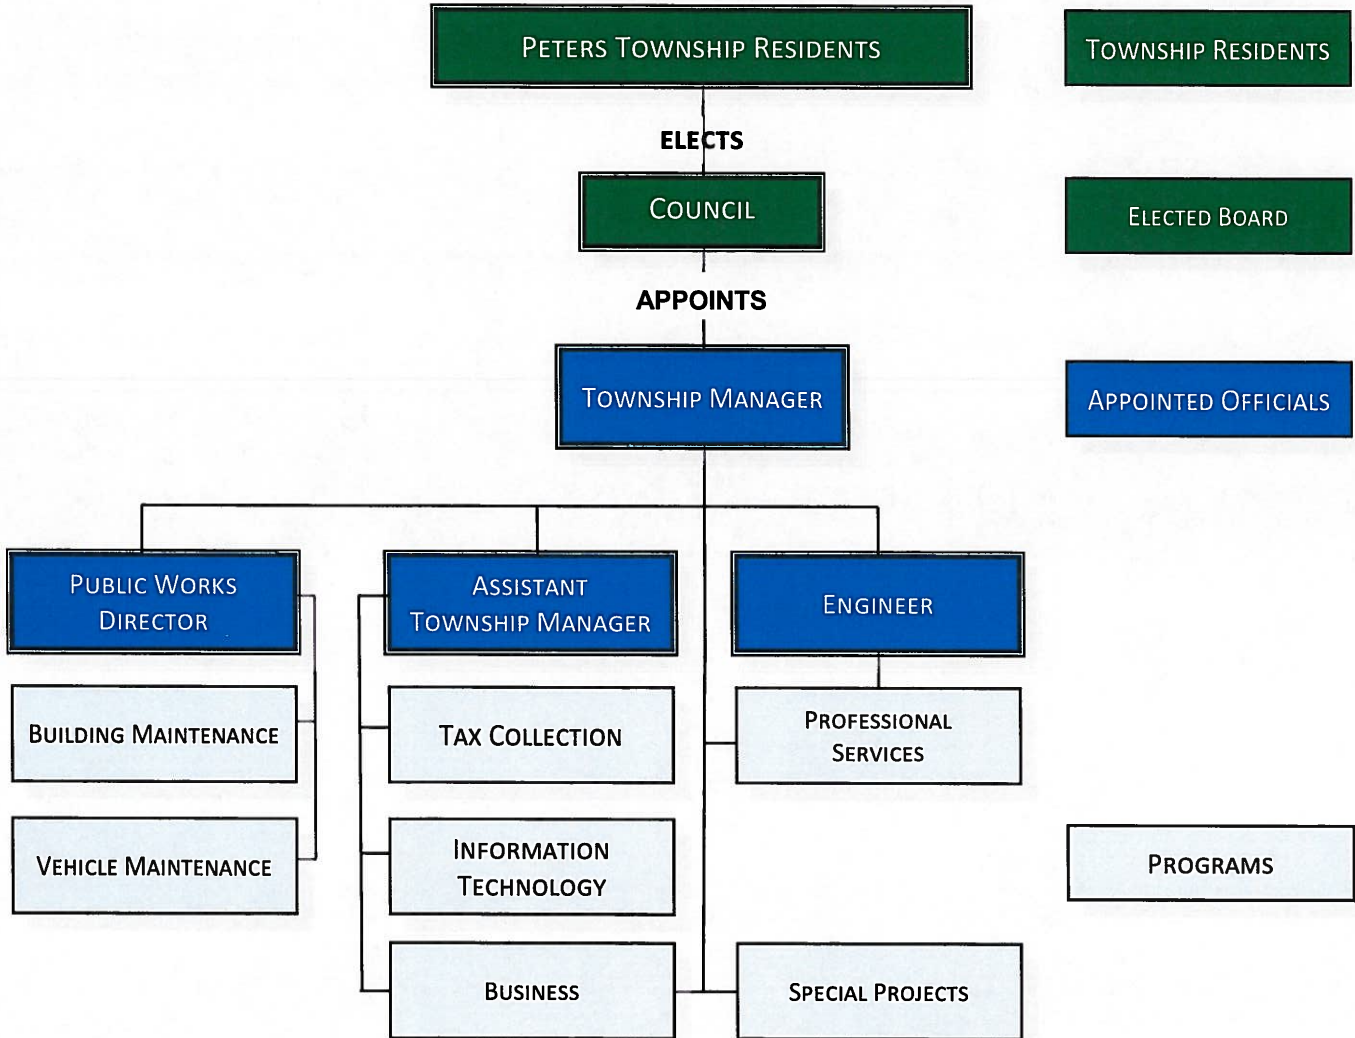 PETERS TOWNSHIP RESIDENTS
TOWNSHIP RESIDENTS
ELECTS
COUNCIL
ELECTED BOARD
APPOINTS
TOWNSHIP MANAGER
APPOINTED OFFICIALS
PUBLIC WORKS
DIRECTOR
ASSISTANT
TOWNSHIP MANAGER
ENGINEER
BUILDING MAINTENANCE
TAX COLLECTION
PROFESSIONAL
SERVICES
VEHICLE MAINTENANCE
INFORMATION
TECHNOLOGY
PROGRAMS
BUSINESS
SPECIAL PROJECTS